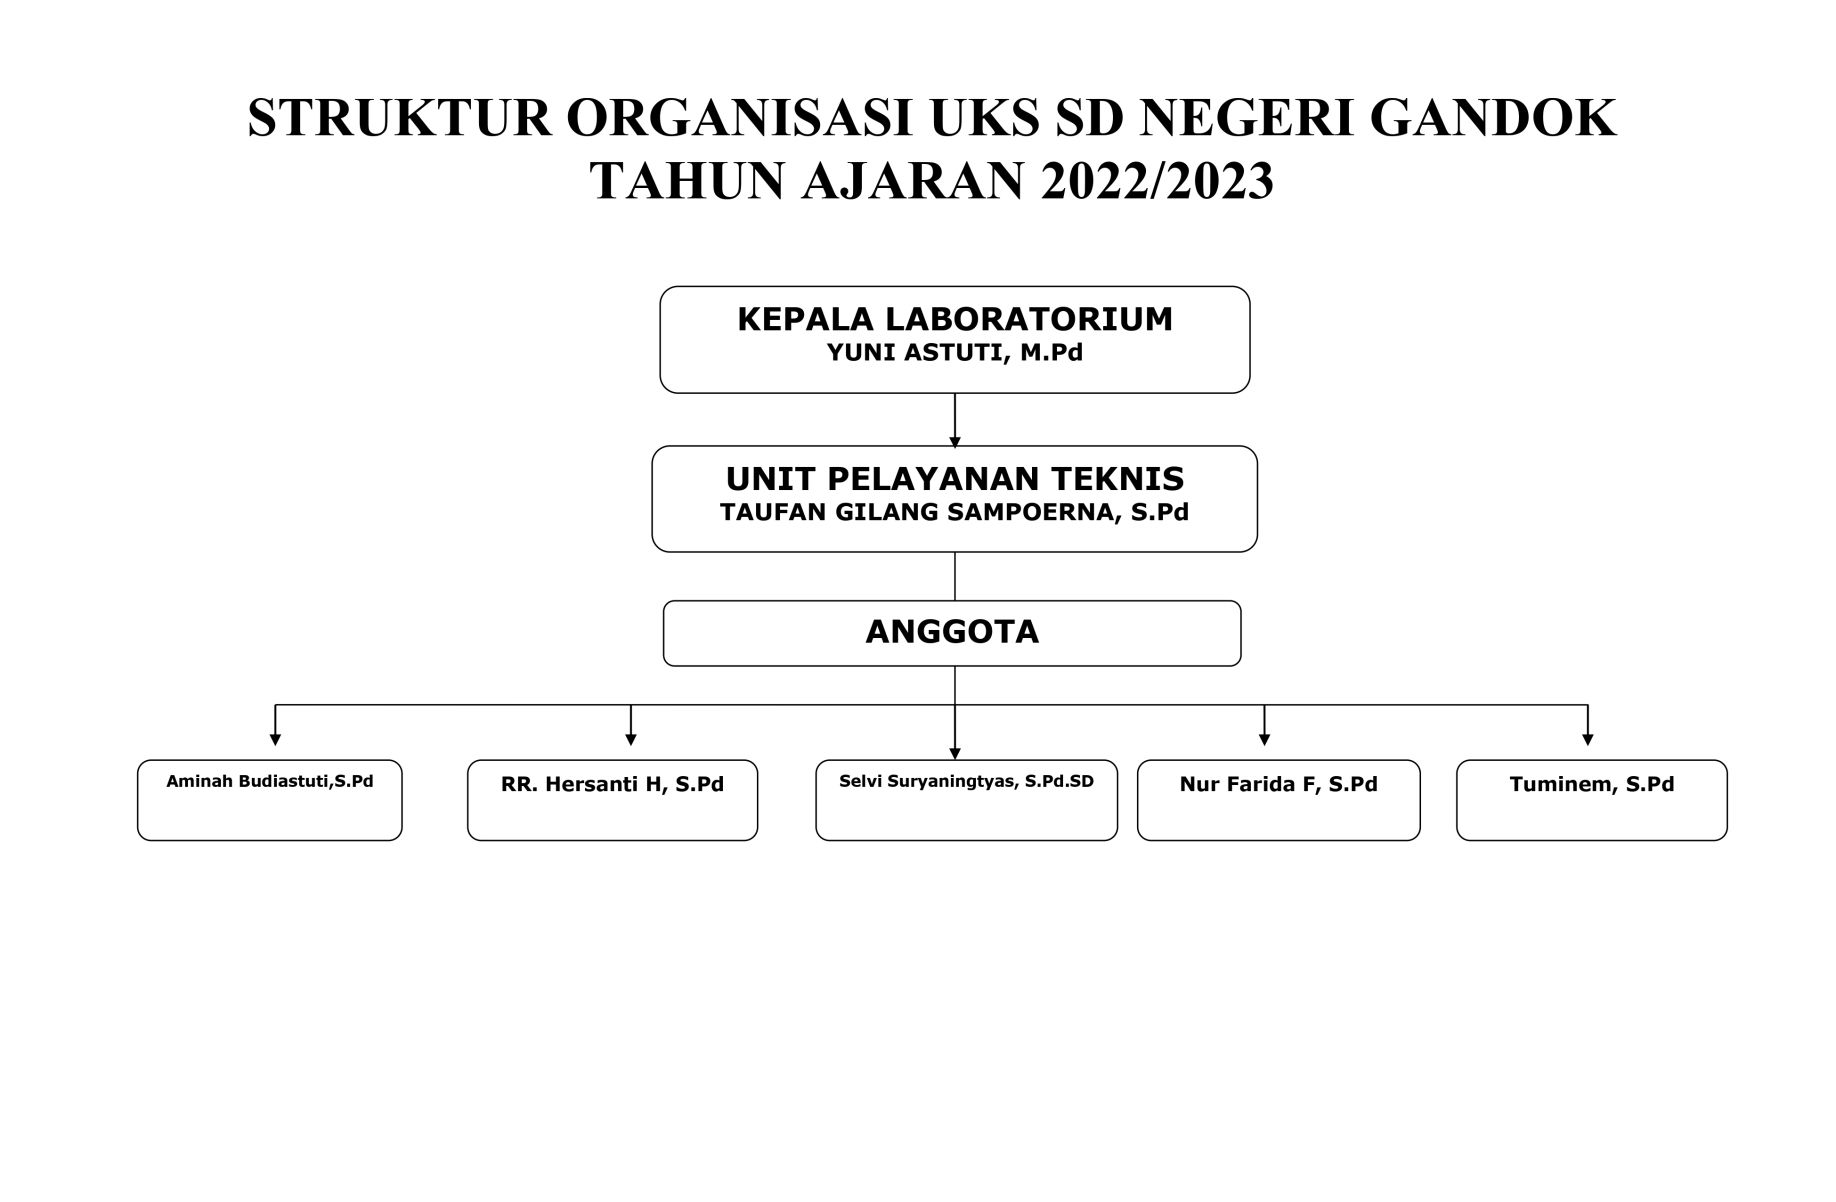 STRUKTUR ORGANISASI UKS SD NEGERI GANDOK
TAHUN AJARAN 2022/2023
KEPALA LABORATORIUM
YUNI ASTUTI, M.Pd
UNIT PELAYANAN TEKNIS
TAUFAN GILANG SAMPOERNA, S.Pd
ANGGOTA
Aminah Budiastuti,S.Pd
RR. Hersanti H, S.Pd
Selvi Suryaningtyas, S.Pd.SD
Nur Farida F, S.Pd
Tuminem, S.Pd